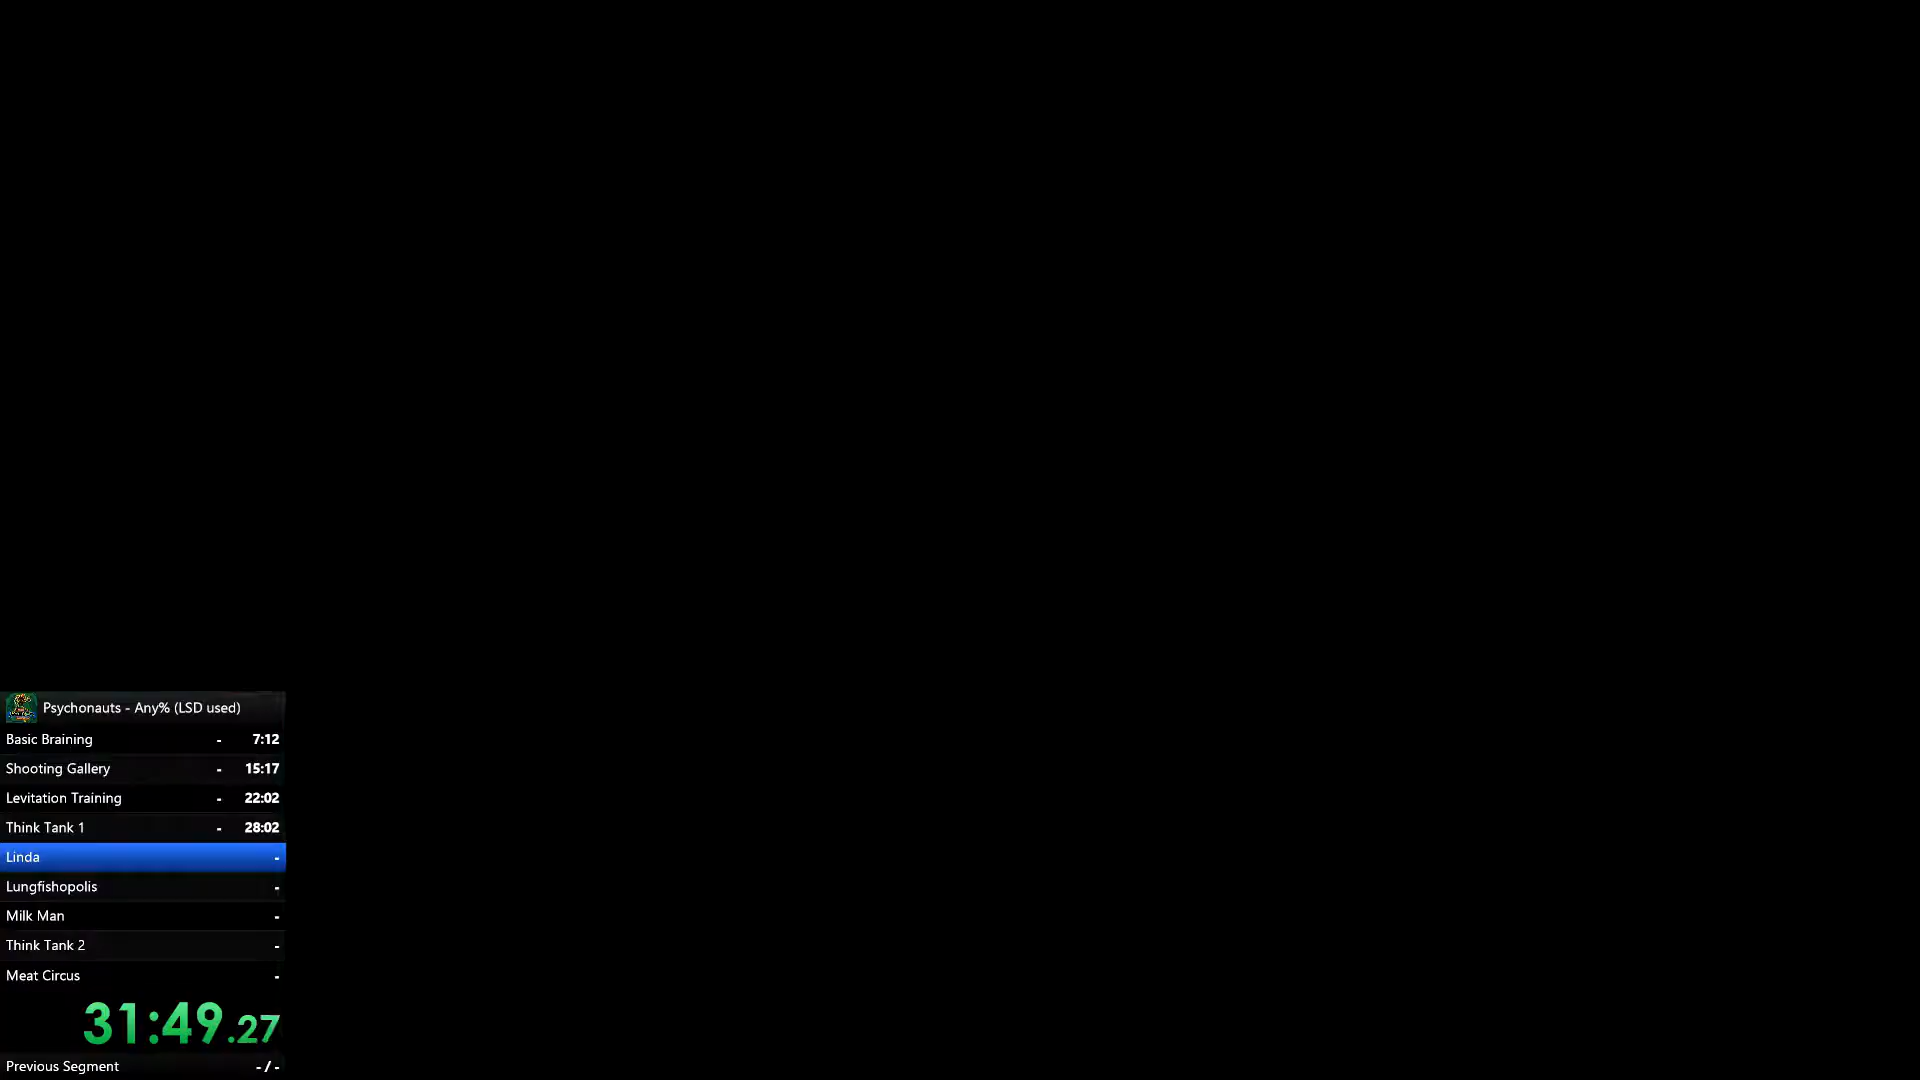 Psychonauts - Any% (LSD used)
Basic Braining - 7:12
Shooting Gallery - 15:17
Levitation Training - 22:02
Think Tank 1 - 28:02
Linda -
Lungfishopolis -
Milk Man -
Think Tank 2 -
Meat Circus -
31:49.27
Previous Segment - / -